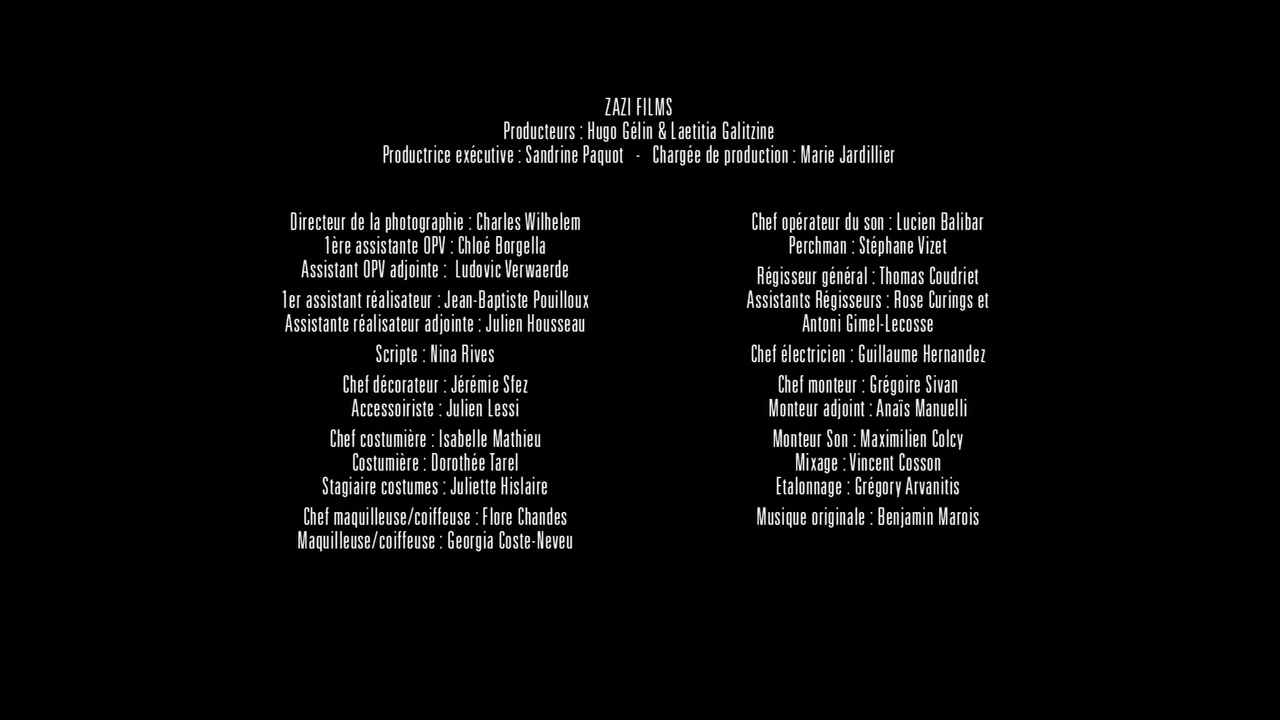 ZAZI FILMS
Producteurs : Hugo Gélin & Laetitia Galitzine
Productrice exécutive : Sandrine Paquot - Chargée de production : Marie Jardillier
Directeur de la photographie : Charles Wilhelem
1ère assistante OPV : Chloé Borgella
Assistant OPV adjointe : Ludovic Verwaerde
1er assistant réalisateur : Jean-Baptiste Pouilloux
Assistante réalisateur adjointe : Julien Housseau
Scripte : Nina Rives
Chef décorateur : Jérémie Sfez
Accessoiriste : Julien Lessi
Chef costumière : Isabelle Mathieu
Costumière : Dorothée Tarel
Stagiaire costumes : Juliette Hislaire
Chef maquilleuse/coiffeuse : Flore Chandes
Maquilleuse/coiffeuse : Georgia Coste-Neveu
Chef opérateur du son : Lucien Balibar
Perchman : Stéphane Vizet
Régisseur général : Thomas Coudriet
Assistants Régisseurs : Rose Curings et
Antoni Gimel-Lecosse
Chef électricien : Guillaume Hernandez
Chef monteur : Grégoire Sivan
Monteur adjoint : Anaïs Manuelli
Monteur Son : Maximilien Colcy
Mixage : Vincent Cosson
Etalonnage : Grégory Arvanitis
Musique originale : Benjamin Marois